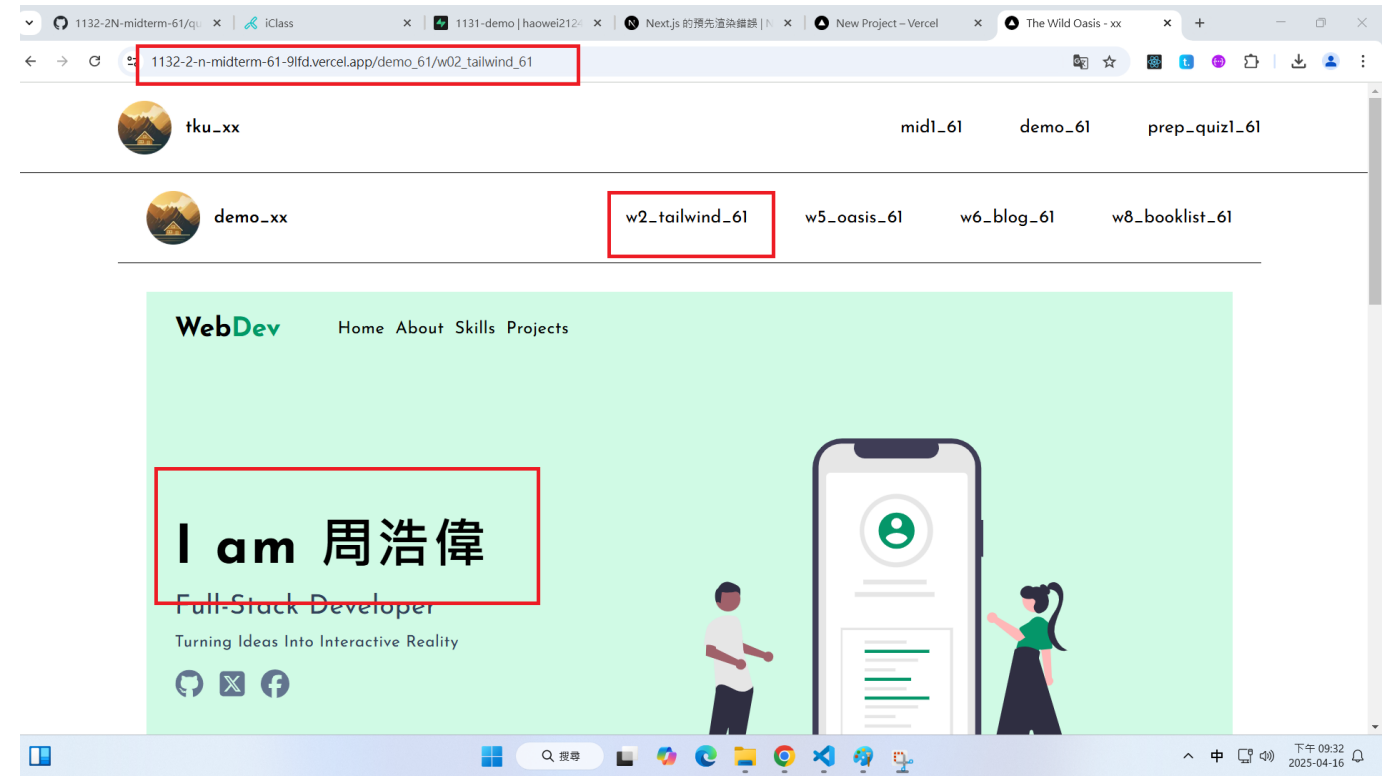 1132-2N-midterm-61/qu
iClass
1131-demo | haowei2124
Next.js 的預先渲染錯誤 | N
New Project – Vercel
The Wild Oasis - xx
1132-2-n-midterm-61-9lfd.vercel.app/demo_61/w02_tailwind_61
tku_xx mid1_61 demo_61 prep_quiz1_61
demo_xx w2_tailwind_61 w5_oasis_61 w6_blog_61 w8_booklist_61
WebDev Home About Skills Projects
I am 周浩偉
Full-Stack Developer
Turning Ideas Into Interactive Reality
搜尋
中
下午 09:32
2025-04-16